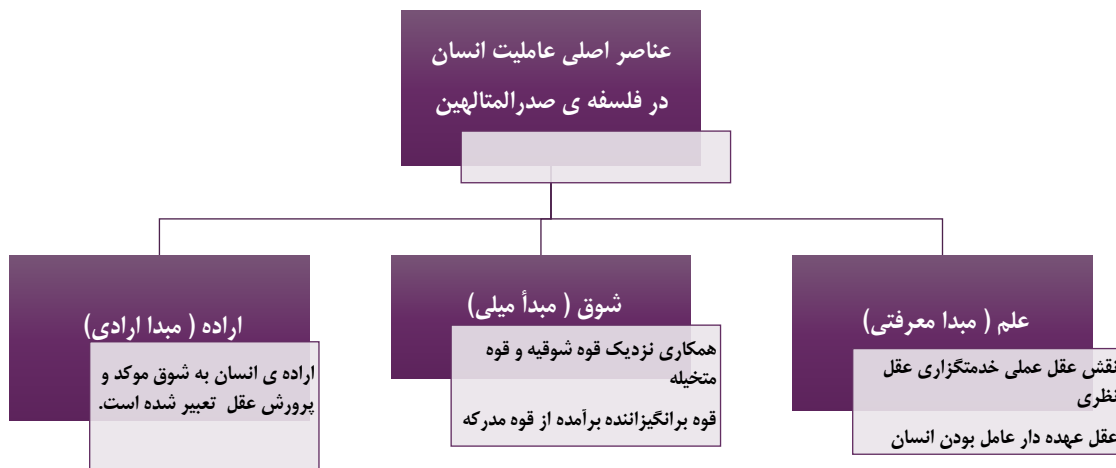 عناصر اصلی عاملیت انسان
در فلسفه ی صدرالمتالهین
علم ( مبدا معرفتی)
نقش عقل عملی خدمتگزاری عقل
نظری
عقل عهده دار عامل بودن انسان
شوق ( مبدأ میلی)
همکاری نزدیک قوه شوقیه و قوه
متخیله
قوه برانگیزاننده برآمده از قوه مدرکه
اراده ( مبدا ارادی)
اراده ی انسان به شوق موکد و
پرورش عقل تعبیر شده است.